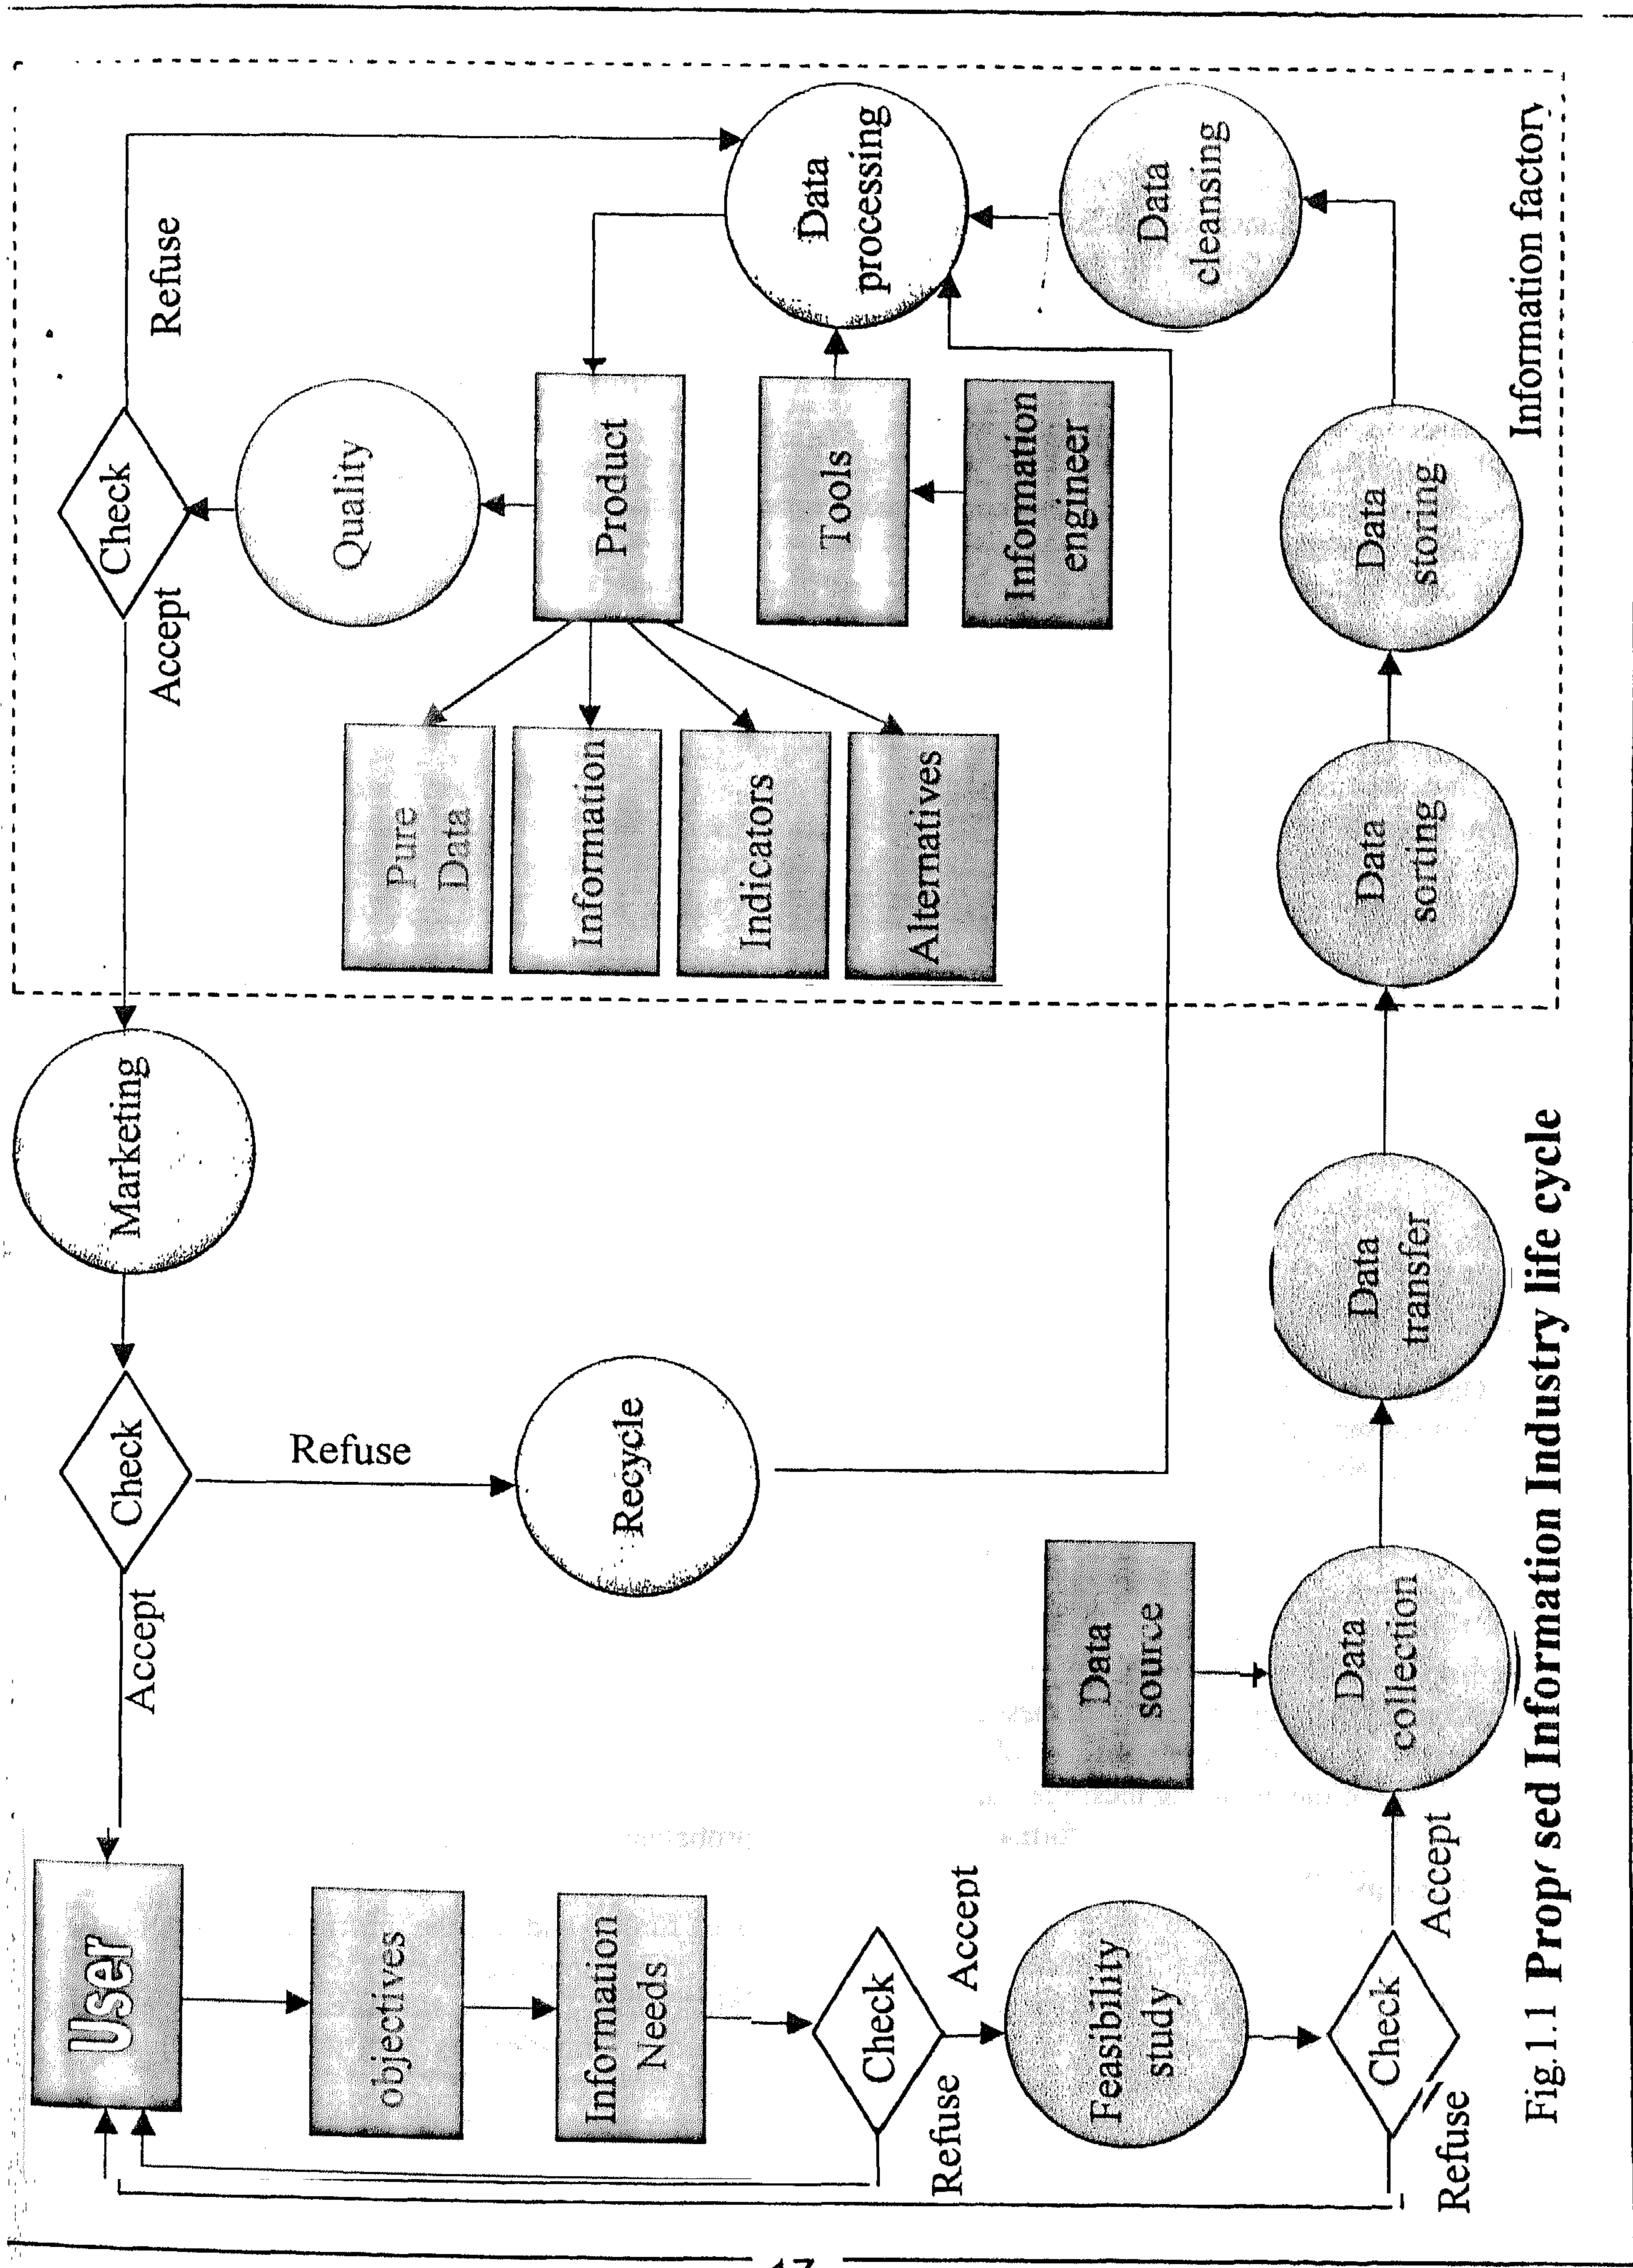 User
objectives
Information
Needs
Check
Accept
Refuse
Feasibility
study
Check
Accept
Refuse
Data
source
Data
collection
Data
transfer
Data
sorting
Data
storing
Data
cleansing
Data
processing
Tools
Information
engineer
Product
Pure
Data
Information
Indicators
Alternatives
Quality
Check
Refuse
Accept
Marketing
Check
Accept
Refuse
Recycle
Information factory
Fig.1.1 Proposed Information Industry life cycle